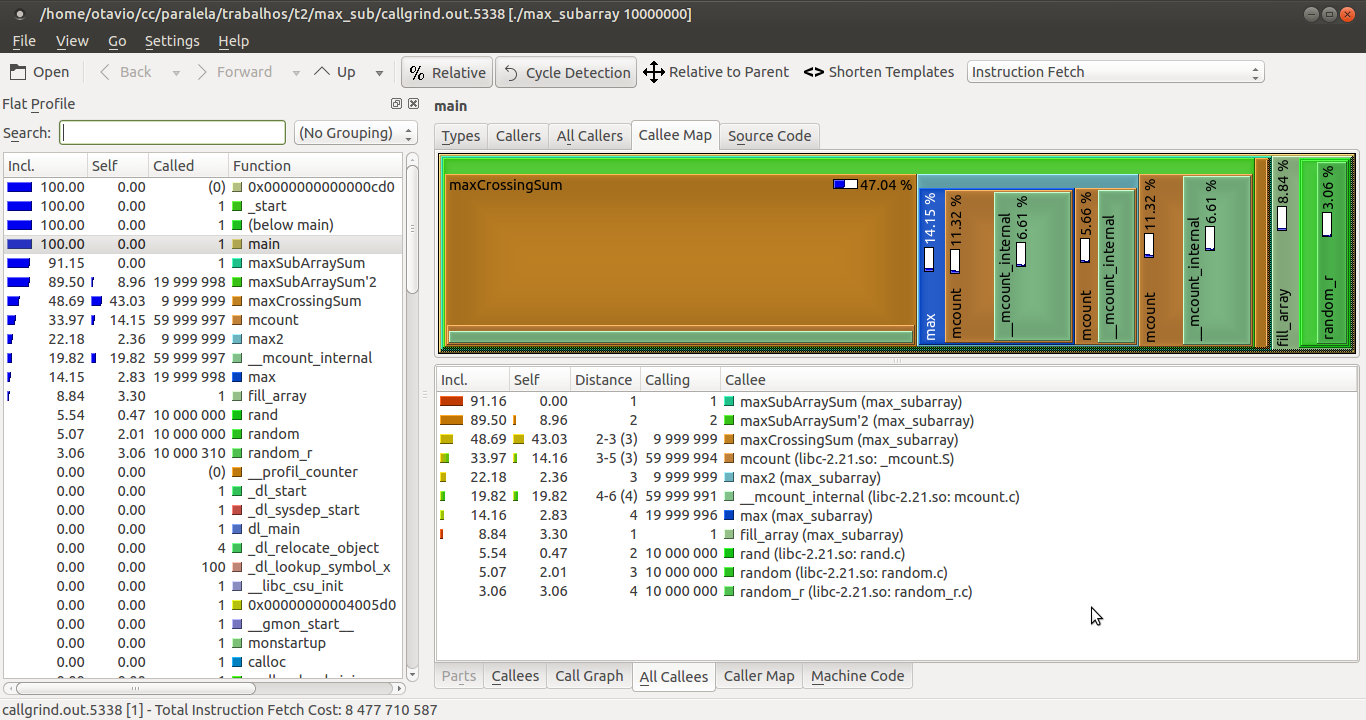 /home/otavio/cc/paralela/trabalhos/t2/max_sub/callgrind.out.5338 [./max_subarray 10000000]
File View Go Settings Help
Open Back Forward Up % Relative Cycle Detection Relative to Parent <> Shorten Templates Instruction Fetch
Flat Profile
Search: (No Grouping)
Incl. Self Called Function
100.00 0.00 (0) 0x0000000000000cd0
100.00 0.00 1 _start
100.00 0.00 1 (below main)
100.00 0.00 1 main
91.15 0.00 1 maxSubArraySum
89.50 8.96 19 999 998 maxSubArraySum'2
48.69 43.03 9 999 999 maxCrossingSum
33.97 14.15 59 999 997 mcount
22.18 2.36 9 999 999 max2
19.82 19.82 59 999 997 __mcount_internal
14.15 2.83 19 999 998 max
8.84 3.30 1 fill_array
5.54 0.47 10 000 000 rand
5.07 2.01 10 000 000 random
3.06 3.06 10 000 310 random_r
0.00 0.00 (0) __profil_counter
0.00 0.00 1 _dl_start
0.00 0.00 1 _dl_sysdep_start
0.00 0.00 1 dl_main
0.00 0.00 4 _dl_relocate_object
0.00 0.00 100 _dl_lookup_symbol_x
0.00 0.00 1 __libc_csu_init
0.00 0.00 1 0x00000000004005d0
0.00 0.00 1 __gmon_start__
0.00 0.00 1 monstartup
0.00 0.00 1 calloc
main
Types Callers All Callers Callee Map Source Code
maxCrossingSum 47.04 %
max 14.15 %
mcount 11.32 %
__mcount_internal 6.61 %
mcount 5.66 %
__mcount_internal
mcount 11.32 %
__mcount_internal 6.61 %
fill_array 8.84 %
random_r 3.06 %
Incl. Self Distance Calling Callee
91.16 0.00 1 1 maxSubArraySum (max_subarray)
89.50 8.96 2 2 maxSubArraySum'2 (max_subarray)
48.69 43.03 2-3 (3) 9 999 999 maxCrossingSum (max_subarray)
33.97 14.16 3-5 (3) 59 999 994 mcount (libc-2.21.so: _mcount.S)
22.18 2.36 3 9 999 999 max2 (max_subarray)
19.82 19.82 4-6 (4) 59 999 991 __mcount_internal (libc-2.21.so: mcount.c)
14.16 2.83 4 19 999 996 max (max_subarray)
8.84 3.30 1 1 fill_array (max_subarray)
5.54 0.47 2 10 000 000 rand (libc-2.21.so: rand.c)
5.07 2.01 3 10 000 000 random (libc-2.21.so: random.c)
3.06 3.06 4 10 000 000 random_r (libc-2.21.so: random_r.c)
Parts Callees Call Graph All Callees Caller Map Machine Code
callgrind.out.5338 [1] - Total Instruction Fetch Cost: 8 477 710 587